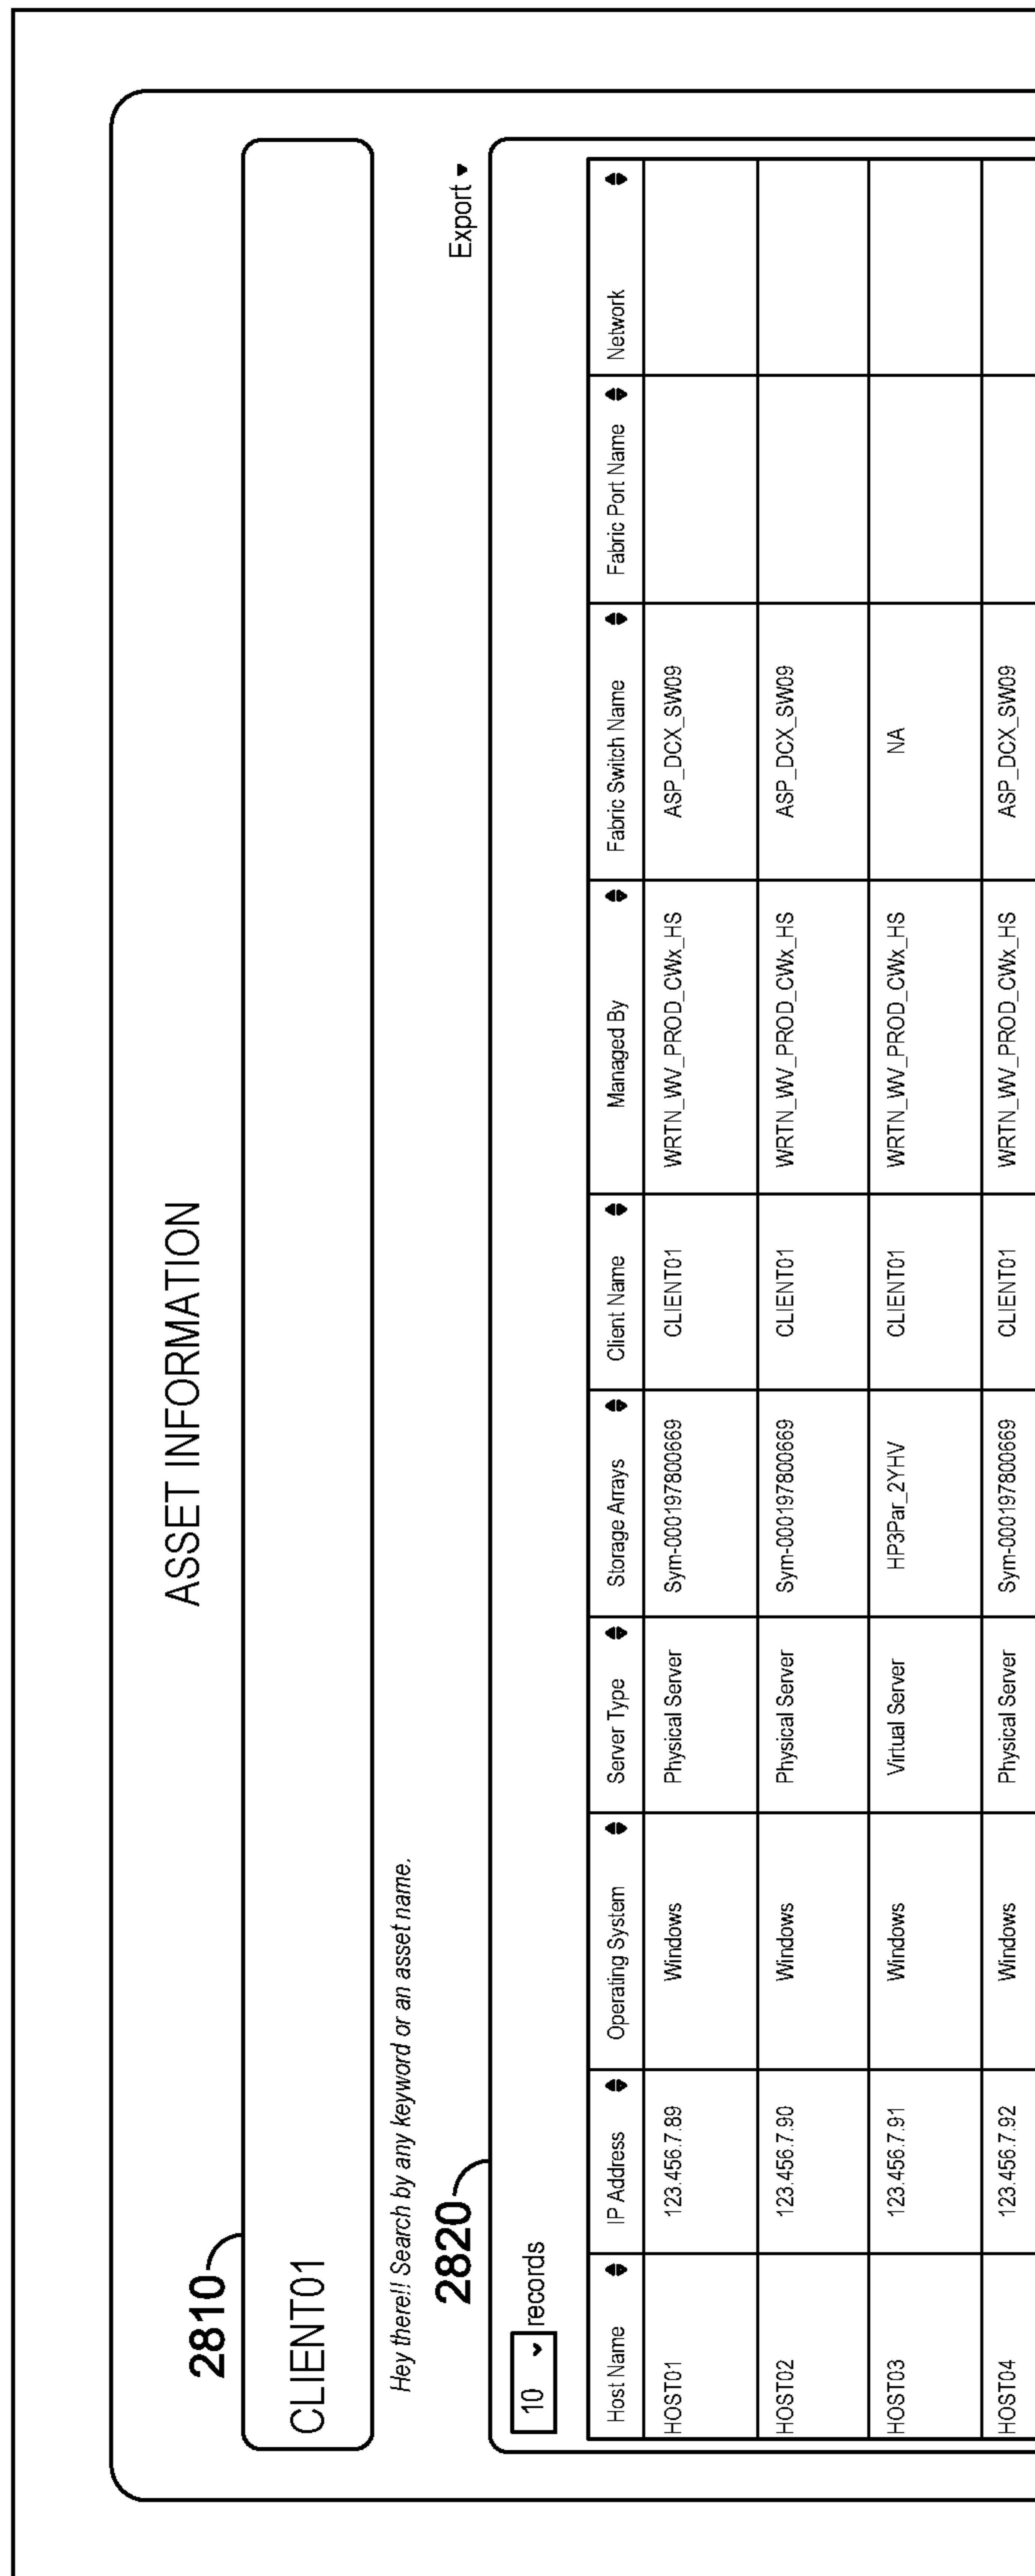 ASSET INFORMATION
2810
CLIENT01
Hey there!! Search by any keyword or an asset name.
2820
Export
10 records
Host Name IP Address Operating System Server Type Storage Arrays Client Name Managed By Fabric Switch Name Fabric Port Name Network
HOST01 123.456.7.89 Windows Physical Server Sym-000197800669 CLIENT01 WRTN_WV_PROD_CWx_HS ASP_DCX_SW09
HOST02 123.456.7.90 Windows Physical Server Sym-000197800669 CLIENT01 WRTN_WV_PROD_CWx_HS ASP_DCX_SW09
HOST03 123.456.7.91 Windows Virtual Server HP3Par_2YHV CLIENT01 WRTN_WV_PROD_CWx_HS NA
HOST04 123.456.7.92 Windows Physical Server Sym-000197800669 CLIENT01 WRTN_WV_PROD_CWx_HS ASP_DCX_SW09